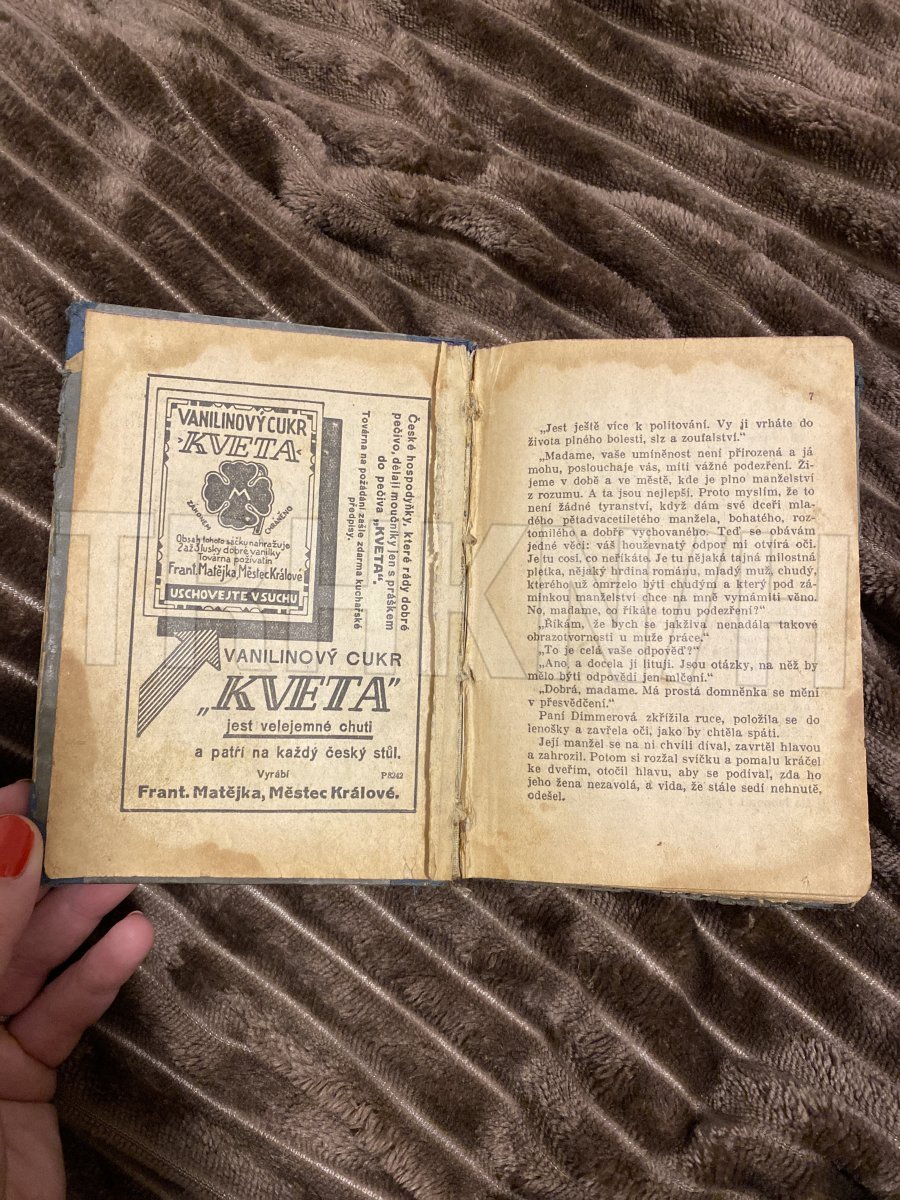 VANILINOVÝ CUKR
„KVETA”
M
ZÁKONEM CHRÁNĚNO
Obsah tohoto sáčku nahražuje
2 až 3 lusky dobré vanilky
Továrna poživatin
Frant. Matějka, Městec Králové
USCHOVEJTE V SUCHU
České hospodyňky, které rády dobré
pečivo, dělají moučníky jen s práškem
do pečiva „KVETA”.
Továrna na požádání zašle zdarma kuchařské
předpisy.
VANILINOVÝ CUKR
„KVETA”
jest velejemné chuti
a patří na každý český stůl.
Vyrábí P 8242
Frant. Matějka, Městec Králové.
7
„Jest ještě více k politování. Vy ji vrháte do
života plného bolesti, slz a zoufalství.“
„Madame, vaše umíněnost není přirozená a já
mohu, poslouchaje vás, míti vážné podezření. Ži-
jeme v době a ve městě, kde je plno manželství
z rozumu. A ta jsou nejlepší. Proto myslím, že to
není žádné tyranství, když dám své dceři mla-
dého pětadvacetiletého manžela, bohatého, roz-
tomilého a dobře vychovaného. Teď se obávám
jedné věci: váš houževnatý odpor mi otvírá oči.
Je tu cosi, co neříkáte. Je tu nějaká tajná milostná
pletka, nějaký hrdina románu, mladý muž, chudý,
kterého už omrzelo býti chudým a který pod zá-
minkou manželství chce na mně vymámiti věno.
No, madame, co říkáte tomu podezření?“
„Říkám, že bych se jakživa nenadála takové
obrazotvornosti u muže práce.“
„To je celá vaše odpověď?“
„Ano, a docela jí lituji. Jsou otázky, na něž by
mělo býti odpovědí jen mlčení.“
„Dobrá, madame. Má prostá domněnka se mění
v přesvědčení.“
Paní Dimmerová zkřížila ruce, položila se do
lenošky a zavřela oči, jako by chtěla spáti.
Její manžel se na ni chvíli díval, zavrtěl hlavou
a zahrozil. Potom si rozžal svíčku a pomalu kráčel
ke dveřím, otočil hlavu, aby se podíval, zda ho
jeho žena nezavolá, a vida, že stále sedí nehnutě,
odešel.